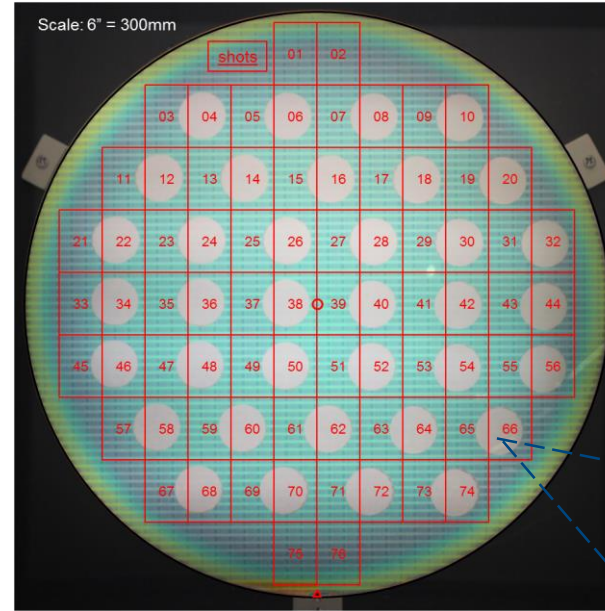 Scale: 6” = 300mm
shots
01 02
03 04 05 06 07 08 09 10
11 12 13 14 15 16 17 18 19 20
21 22 23 24 25 26 27 28 29 30 31 32
33 34 35 36 37 38 39 40 41 42 43 44
45 46 47 48 49 50 51 52 53 54 55 56
57 58 59 60 61 62 63 64 65 66
67 68 69 70 71 72 73 74
75 76